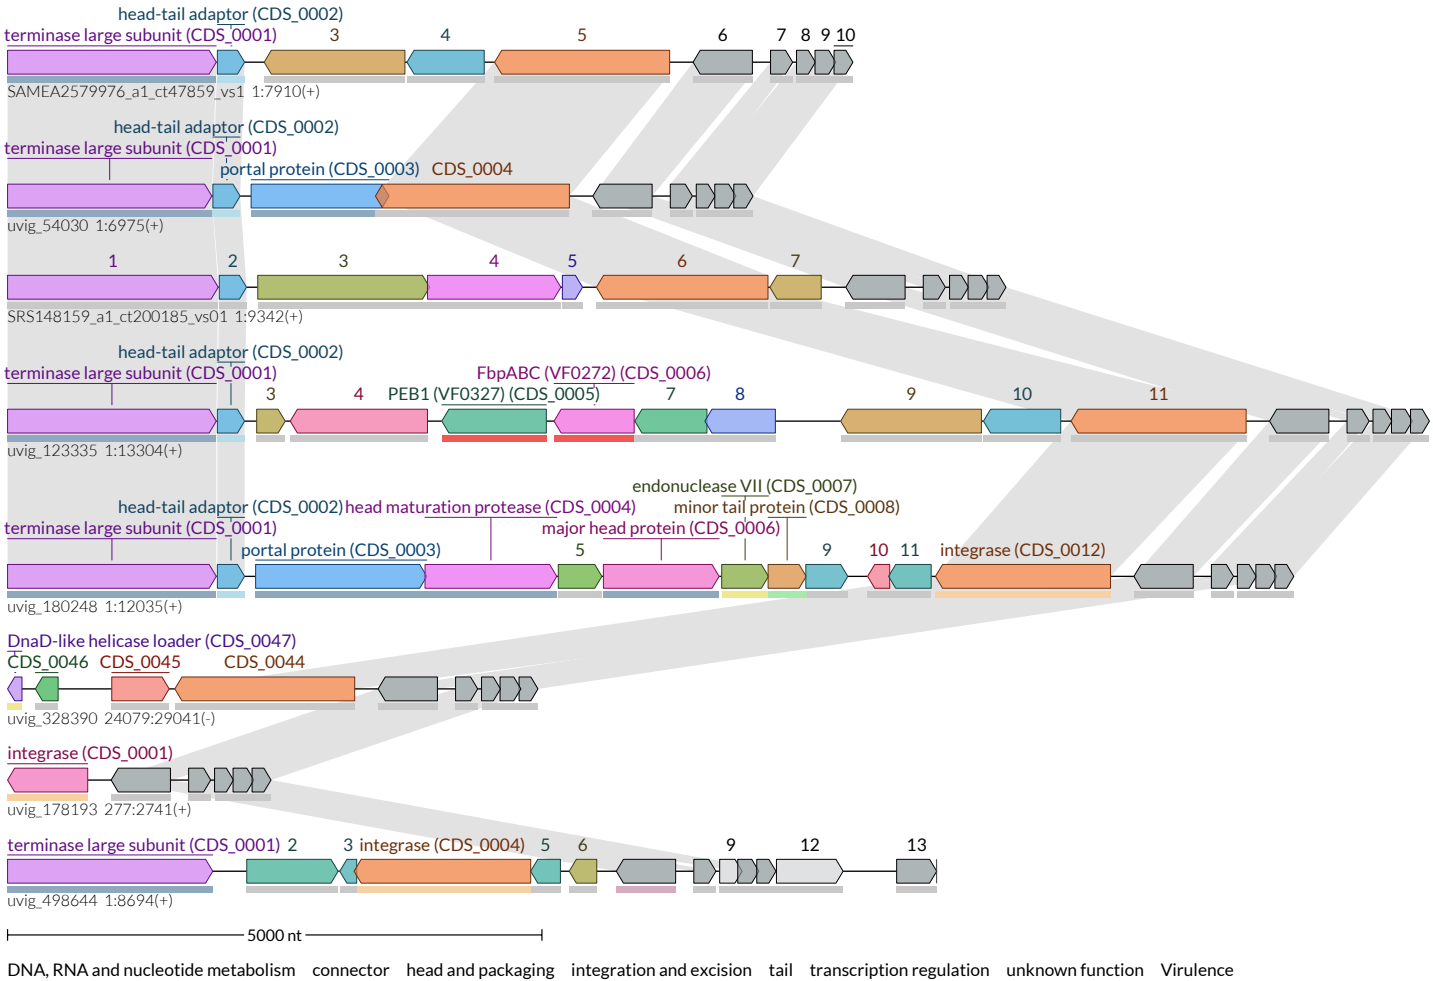 head-tail adaptor (CDS_0002)
terminase large subunit (CDS_0001) 3 4 5 6 7 8 9 10
SAMEA2579976_a1_ct47859_vs1 1:7910(+)
head-tail adaptor (CDS_0002)
terminase large subunit (CDS_0001)
portal protein (CDS_0003) CDS_0004
uvig_54030 1:6975(+)
1 2 3 4 5 6 7
SRS148159_a1_ct200185_vs01 1:9342(+)
head-tail adaptor (CDS_0002)
terminase large subunit (CDS_0001) FbpABC (VF0272) (CDS_0006)
3 4 PEB1 (VF0327) (CDS_0005) 7 8 9 10 11
uvig_123335 1:13304(+)
endonuclease VII (CDS_0007)
head-tail adaptor (CDS_0002) head maturation protease (CDS_0004) minor tail protein (CDS_0008)
terminase large subunit (CDS_0001) major head protein (CDS_0006)
portal protein (CDS_0003) 5 9 10 11 integrase (CDS_0012)
uvig_180248 1:12035(+)
DnaD-like helicase loader (CDS_0047)
CDS_0046 CDS_0045 CDS_0044
uvig_328390 24079:29041(-)
integrase (CDS_0001)
uvig_178193 277:2741(+)
terminase large subunit (CDS_0001) 2 3 integrase (CDS_0004) 5 6 9 12 13
uvig_498644 1:8694(+)
5000 nt
DNA, RNA and nucleotide metabolism connector head and packaging integration and excision tail transcription regulation unknown function Virulence